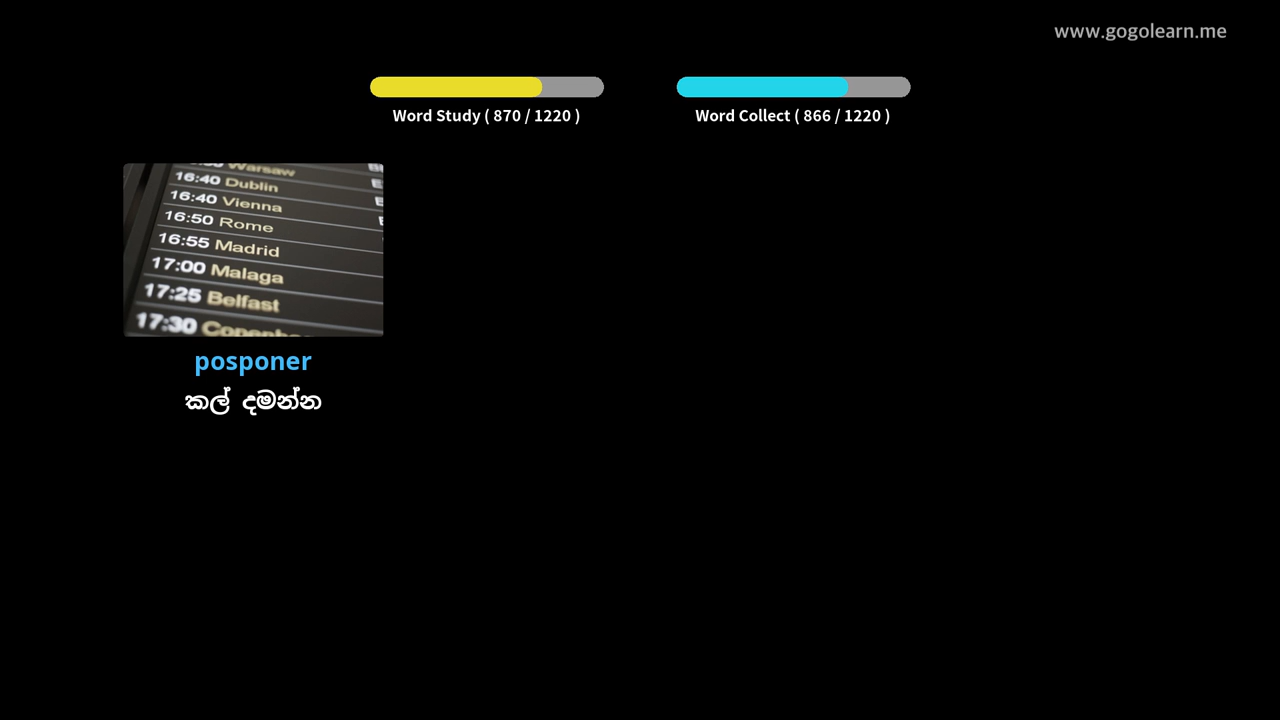 www.gogolearn.me
Word Study ( 870 / 1220 )
Word Collect ( 866 / 1220 )
Warsaw
16:40 Dublin
16:40 Vienna
16:50 Rome
16:55 Madrid
17:00 Malaga
17:25 Belfast
17:30
posponer
කල් දමන්න